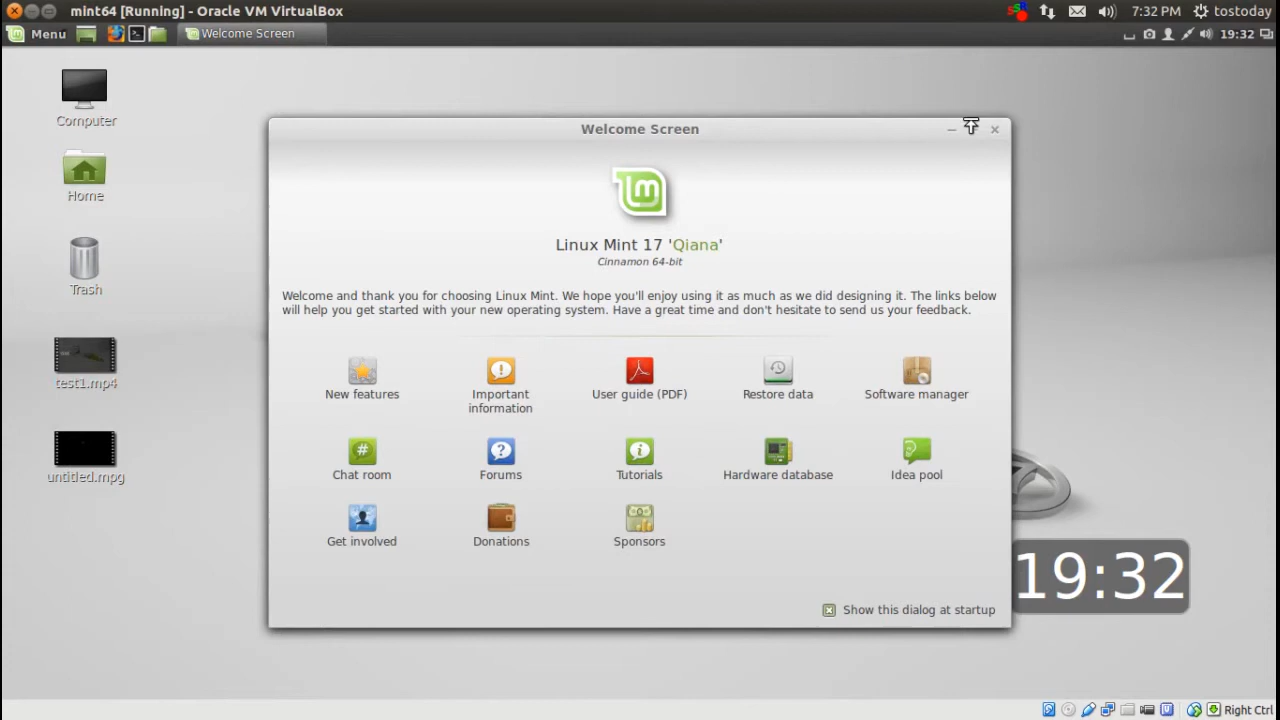 mint64 [Running] - Oracle VM VirtualBox
7:32 PM
tostoday
Menu
Welcome Screen
19:32
Computer
Home
Trash
test1.mp4
untitled.mpg
Welcome Screen
Linux Mint 17 'Qiana'
Cinnamon 64-bit
Welcome and thank you for choosing Linux Mint. We hope you'll enjoy using it as much as we did designing it. The links below
will help you get started with your new operating system. Have a great time and don't hesitate to send us your feedback.
New features
Important
information
User guide (PDF)
Restore data
Software manager
Chat room
Forums
Tutorials
Hardware database
Idea pool
Get involved
Donations
Sponsors
19:32
Show this dialog at startup
Right Ctrl